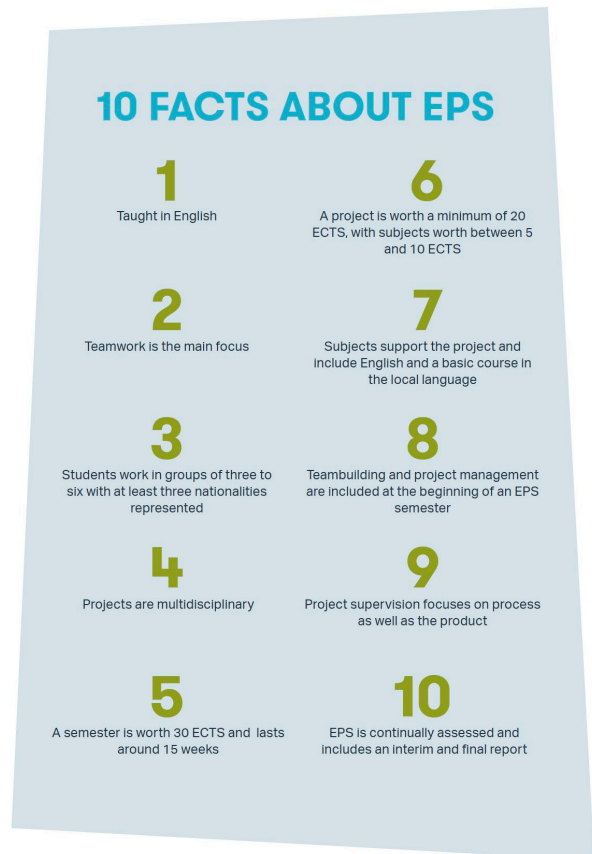 10 FACTS ABOUT EPS
1
Taught in English
2
Teamwork is the main focus
3
Students work in groups of three to
six with at least three nationalities
represented
4
Projects are multidisciplinary
5
A semester is worth 30 ECTS and lasts
around 15 weeks
6
A project is worth a minimum of 20
ECTS, with subjects worth between 5
and 10 ECTS
7
Subjects support the project and
include English and a basic course in
the local language
8
Teambuilding and project management
are included at the beginning of an EPS
semester
9
Project supervision focuses on process
as well as the product
10
EPS is continually assessed and
includes an interim and final report